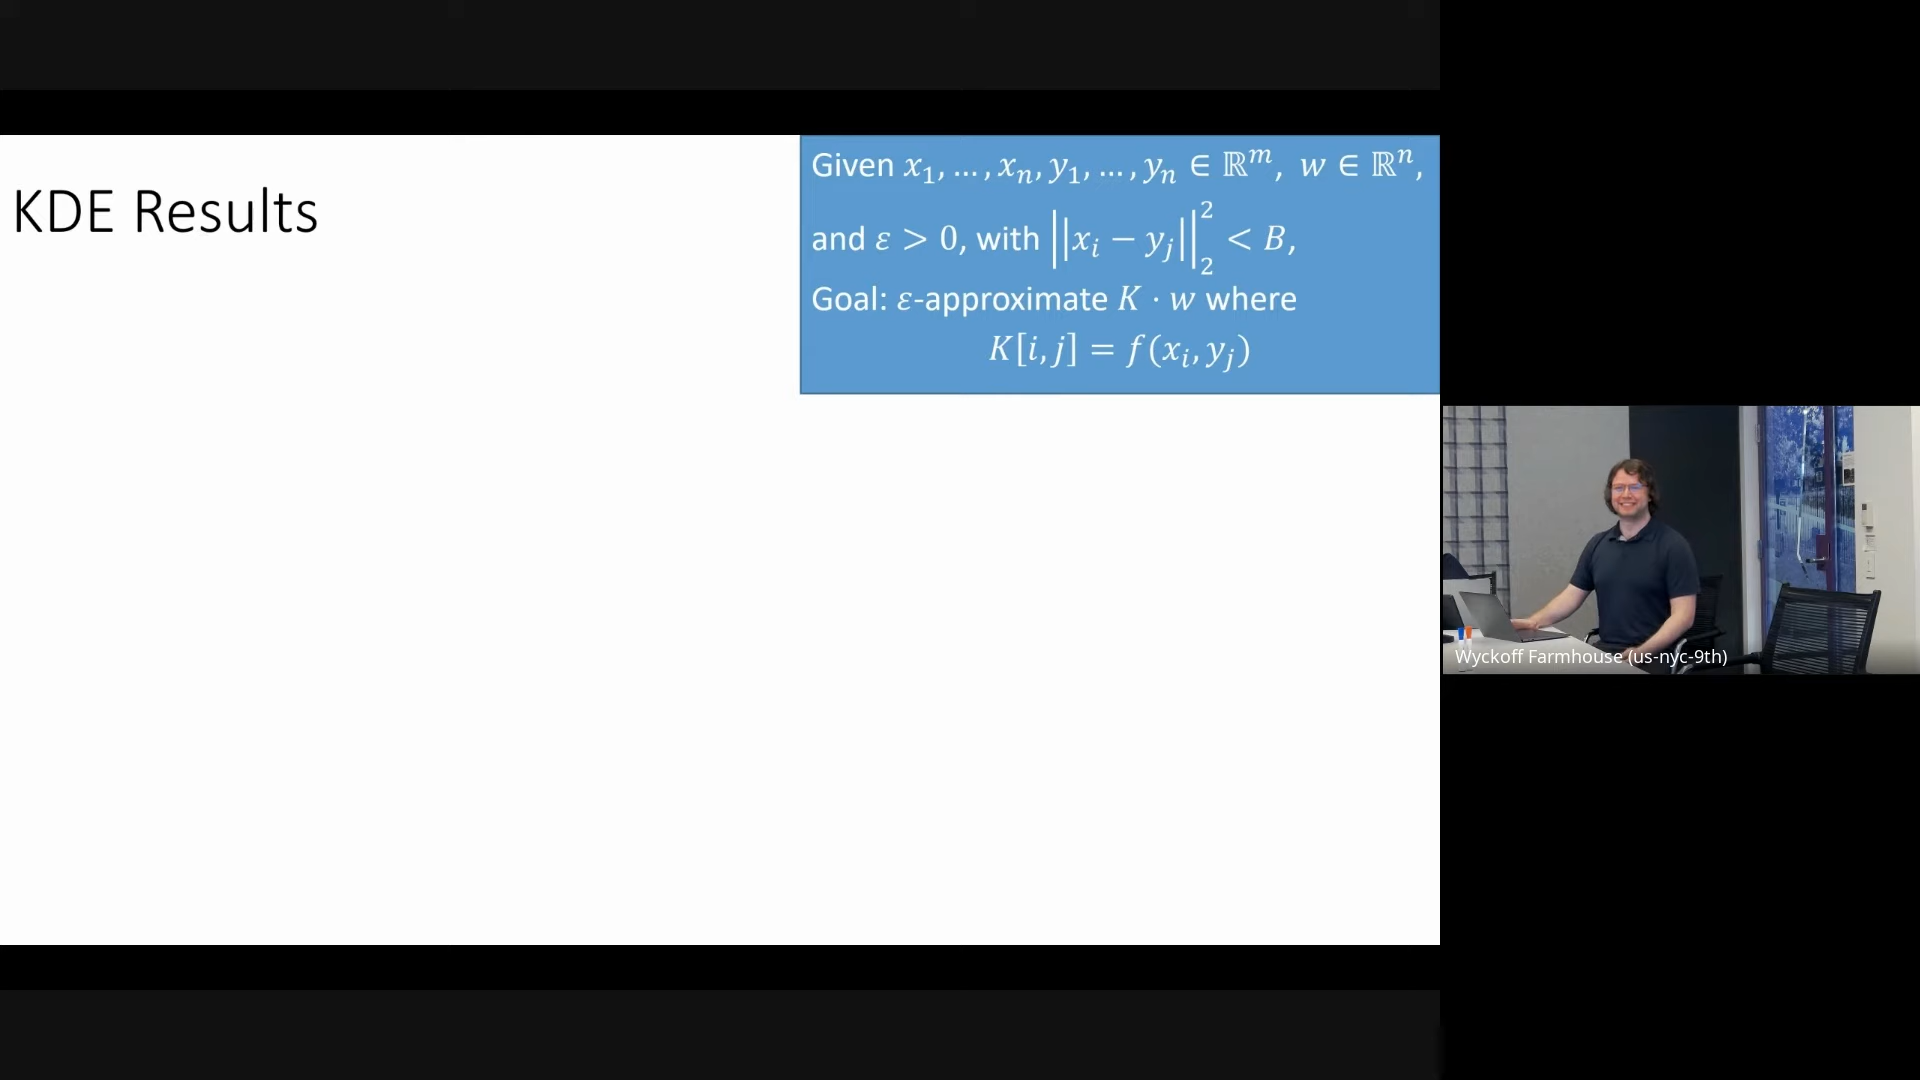 KDE Results
Given x₁, ..., xₙ, y₁, ..., yₙ ∈ ℝᵐ, w ∈ ℝⁿ,
and ε > 0, with ||xᵢ − yⱼ||₂² < B,
Goal: ε-approximate K · w where
K[i, j] = f(xᵢ, yⱼ)
Wyckoff Farmhouse (us-nyc-9th)